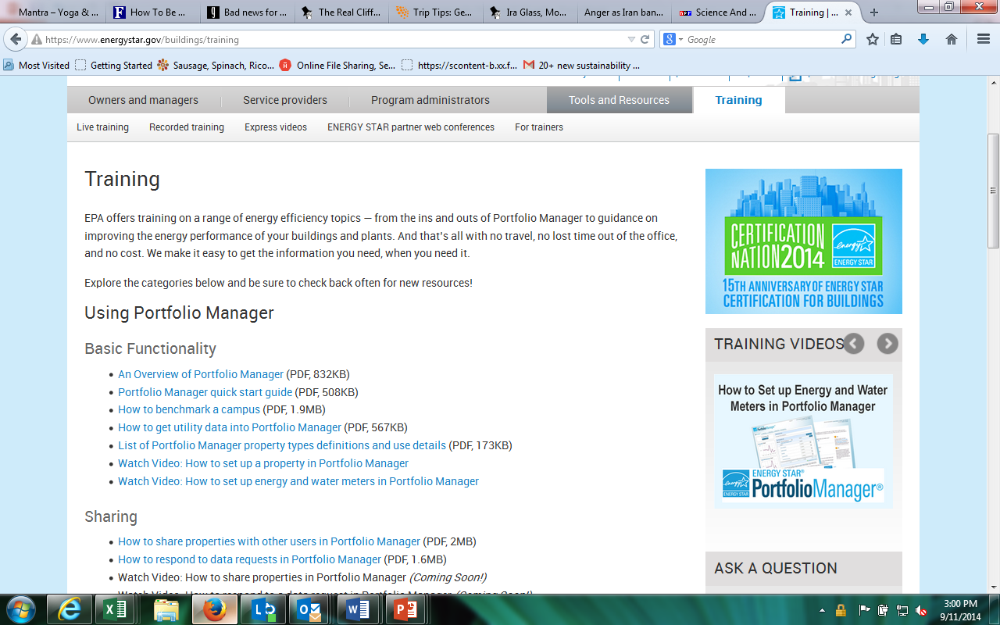 Mantra – Yoga & ... How To Be ... Bad news for ... The Real Cliff... Trip Tips: Ge... Ira Glass, Mo... Anger as Iran ban... Science And ... Training | ...
https://www.energystar.gov/buildings/training Google
Most Visited Getting Started Sausage, Spinach, Rico... Online File Sharing, Se... https://scontent-b.xx.f... 20+ new sustainability ...
Owners and managers Service providers Program administrators Tools and Resources Training
Live training Recorded training Express videos ENERGY STAR partner web conferences For trainers
Training
EPA offers training on a range of energy efficiency topics — from the ins and outs of Portfolio Manager to guidance on
improving the energy performance of your buildings and plants. And that's all with no travel, no lost time out of the office,
and no cost. We make it easy to get the information you need, when you need it.
Explore the categories below and be sure to check back often for new resources!
Using Portfolio Manager
Basic Functionality
• An Overview of Portfolio Manager (PDF, 832KB)
• Portfolio Manager quick start guide (PDF, 508KB)
• How to benchmark a campus (PDF, 1.9MB)
• How to get utility data into Portfolio Manager (PDF, 567KB)
• List of Portfolio Manager property types definitions and use details (PDF, 173KB)
• Watch Video: How to set up a property in Portfolio Manager
• Watch Video: How to set up energy and water meters in Portfolio Manager
Sharing
• How to share properties with other users in Portfolio Manager (PDF, 2MB)
• How to respond to data requests in Portfolio Manager (PDF, 1.6MB)
• Watch Video: How to share properties in Portfolio Manager (Coming Soon!)
CERTIFICATION
NATION 2014
ENERGY STAR
15TH ANNIVERSARY OF ENERGY STAR
CERTIFICATION FOR BUILDINGS
TRAINING VIDEOS
How to Set up Energy and Water
Meters in Portfolio Manager
ENERGY STAR®
PortfolioManager®
ENERGY STAR
ASK A QUESTION
3:00 PM
9/11/2014